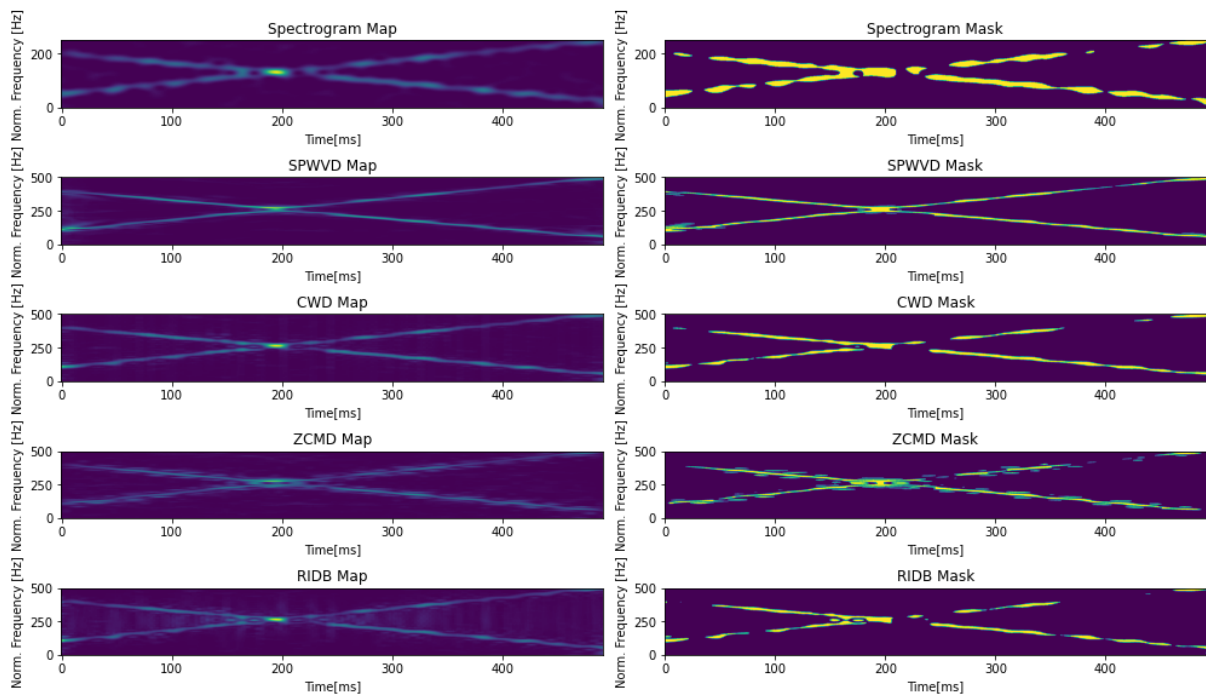 Spectrogram Map
Norm. Frequency [Hz]
200
0
0 100 200 300 400
Time[ms]
Spectrogram Mask
Norm. Frequency [Hz]
200
0
0 100 200 300 400
Time[ms]
SPWVD Map
Norm. Frequency [Hz]
500
250
0
0 100 200 300 400
Time[ms]
SPWVD Mask
Norm. Frequency [Hz]
500
250
0
0 100 200 300 400
Time[ms]
CWD Map
Norm. Frequency [Hz]
500
250
0
0 100 200 300 400
Time[ms]
CWD Mask
Norm. Frequency [Hz]
500
250
0
0 100 200 300 400
Time[ms]
ZCMD Map
Norm. Frequency [Hz]
500
250
0
0 100 200 300 400
Time[ms]
ZCMD Mask
Norm. Frequency [Hz]
500
250
0
0 100 200 300 400
Time[ms]
RIDB Map
Norm. Frequency [Hz]
500
250
0
0 100 200 300 400
Time[ms]
RIDB Mask
Norm. Frequency [Hz]
500
250
0
0 100 200 300 400
Time[ms]